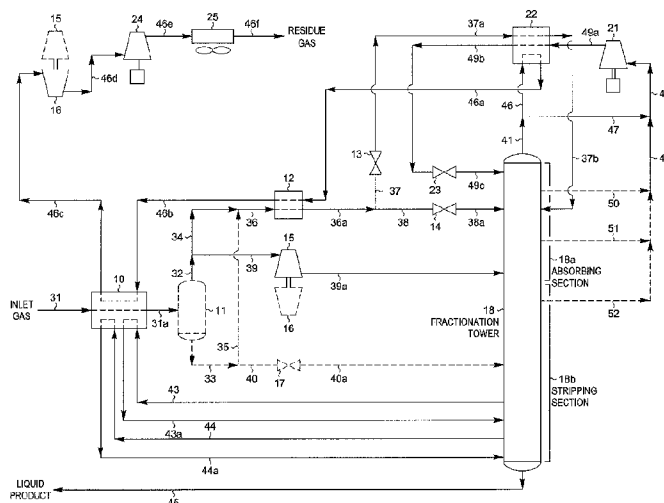 15
24
46e
25
46f
RESIDUE GAS
46d
16
37a
22
49b
21
49a
46a
46
41
47
13
37
23
49c
37b
12
46b
36
36a
38
14
38a
50
51
52
18a
ABSORBING
SECTION
46c
34
32
39
15
39a
16
10
INLET
GAS
31
31a
11
35
33
40
17
40a
18
FRACTIONATION
TOWER
18b
STRIPPING
SECTION
43
43a
44
44a
LIQUID
PRODUCT